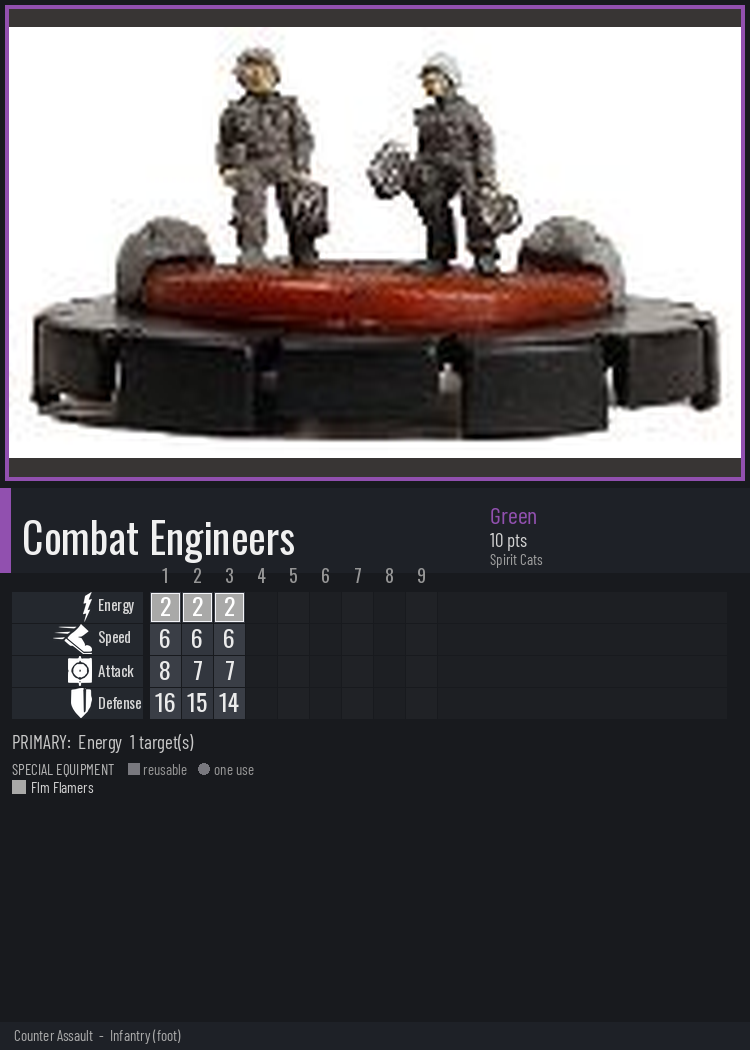 Combat Engineers
Green
10 pts
Spirit Cats
1 2 3 4 5 6 7 8 9
Energy 2 2 2
Speed 6 6 6
Attack 8 7 7
Defense 16 15 14
PRIMARY: Energy 1 target(s)
SPECIAL EQUIPMENT reusable one use
Flm Flamers
Counter Assault - Infantry (foot)